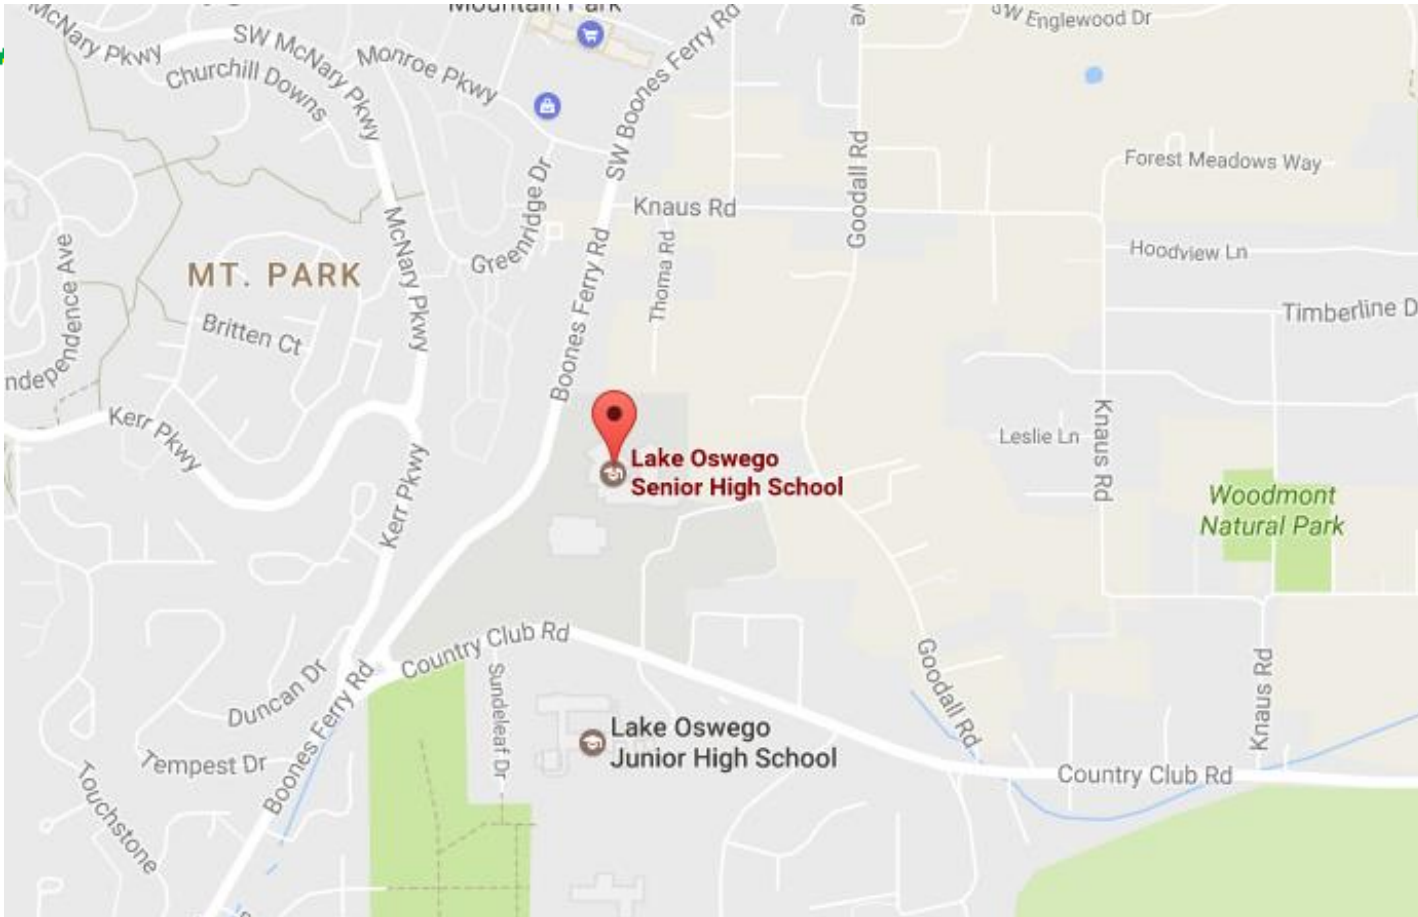 McNary Pkwy
SW McNary Pkwy
Churchill Downs
Monroe Pkwy
Mountain Park
SW Boones Ferry Rd
SW Englewood Dr
Goodall Rd
Forest Meadows Way
Knaus Rd
Greenridge Dr
Thoma Rd
Hoodview Ln
MT. PARK
McNary Pkwy
Boones Ferry Rd
Timberline D
ndependence Ave
Britten Ct
Kerr Pkwy
Kerr Pkwy
Leslie Ln
Knaus Rd
Lake Oswego
Senior High School
Woodmont
Natural Park
Country Club Rd
Goodall Rd
Knaus Rd
Duncan Dr
Boones Ferry Rd
Sundeleaf Dr
Lake Oswego
Junior High School
Tempest Dr
Touchstone
Country Club Rd